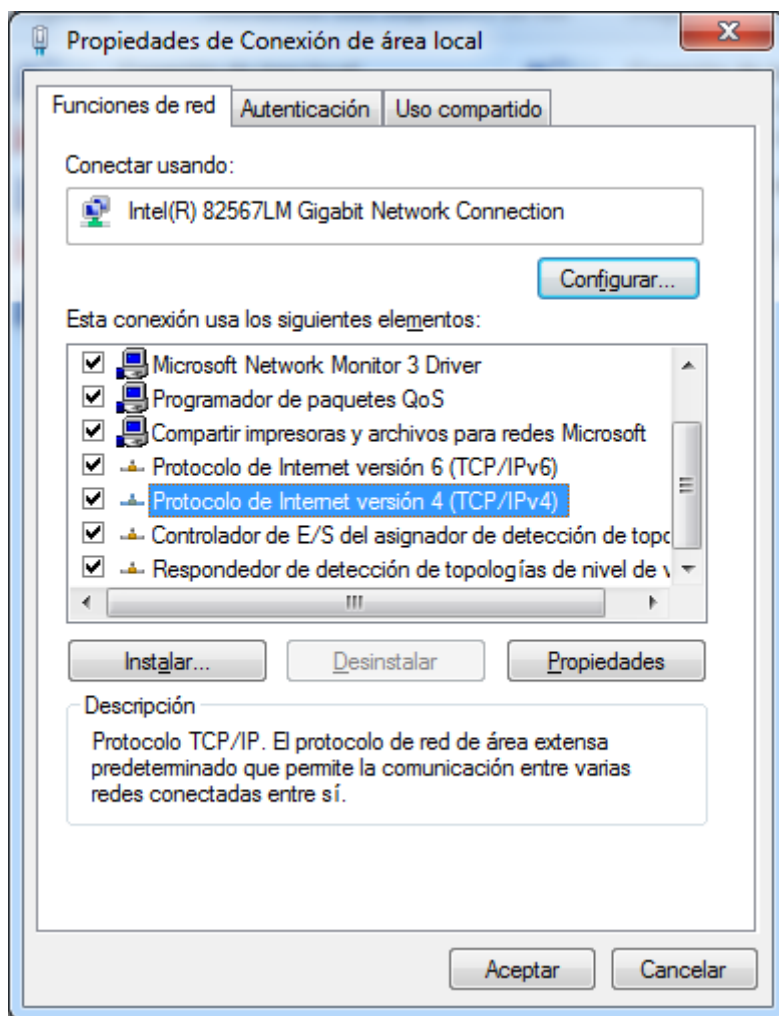 Propiedades de Conexión de área local
Funciones de red
Autenticación
Uso compartido
Conectar usando:
Intel(R) 82567LM Gigabit Network Connection
Configurar...
Esta conexión usa los siguientes elementos:
Microsoft Network Monitor 3 Driver
Programador de paquetes QoS
Compartir impresoras y archivos para redes Microsoft
Protocolo de Internet versión 6 (TCP/IPv6)
Protocolo de Internet versión 4 (TCP/IPv4)
Controlador de E/S del asignador de detección de topo
Respondedor de detección de topologías de nivel de v
Instalar...
Desinstalar
Propiedades
Descripción
Protocolo TCP/IP. El protocolo de red de área extensa
predeterminado que permite la comunicación entre varias
redes conectadas entre sí.
Aceptar
Cancelar